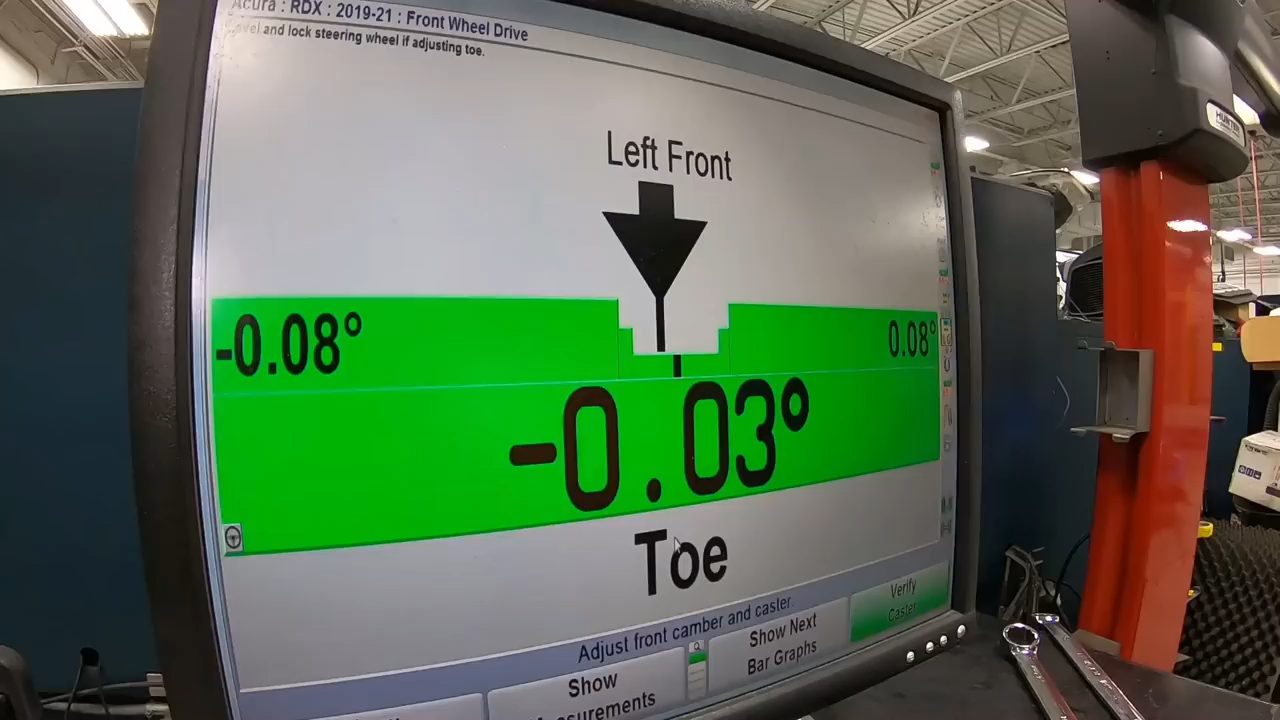 Acura : RDX : 2019-21 : Front Wheel Drive
and lock steering wheel if adjusting toe.
Left Front
-0.08° 0.08°
-0.03°
Toe
Adjust front camber and caster.
Show
Show Next
Bar Graphs
Verify
Caster
HUNTER